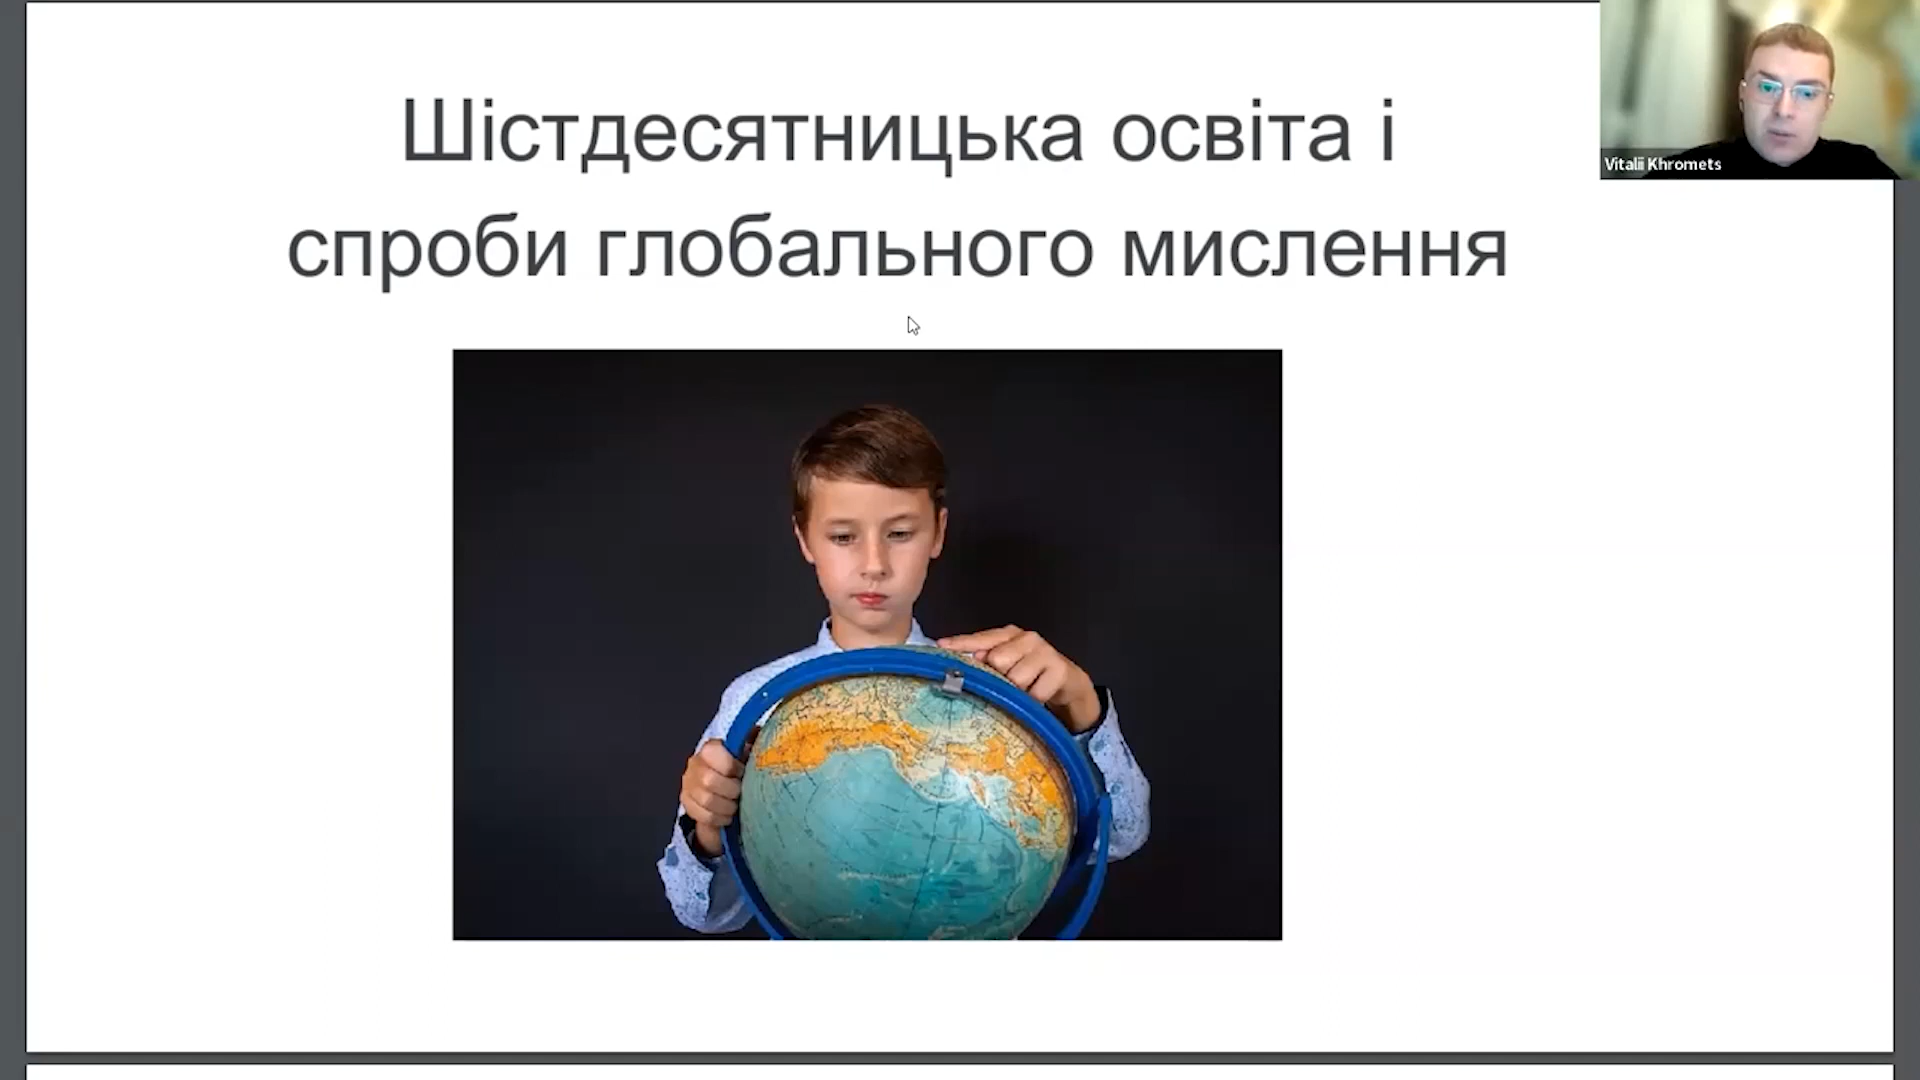 Шістдесятницька освіта і
спроби глобального мислення
Vitalii Khromets